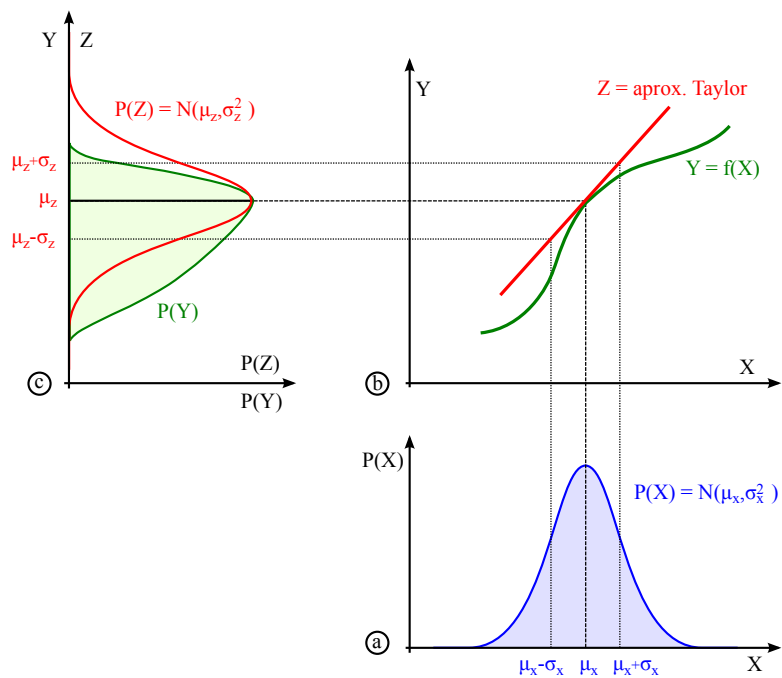 Y Z
P(Z) = N(μz,σz²)
μz+σz
μz
μz-σz
P(Y)
P(Z)
P(Y)
c
Y
Z = aprox. Taylor
Y = f(X)
X
b
P(X)
P(X) = N(μx,σx²)
a
μx-σx μx μx+σx
X